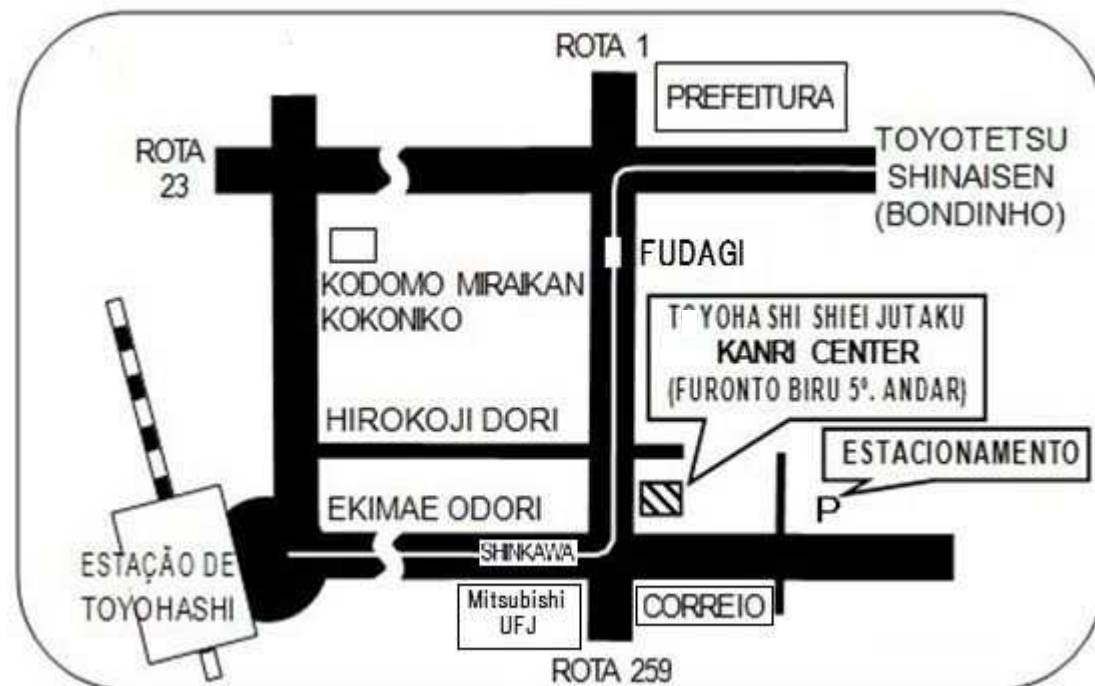 ROTA 1
PREFEITURA
ROTA
23
TOYOTETSU
SHINAISEN
(BONDINHO)
FUDAGI
KODOMO MIRAIKAN
KOKONIKO
T YOHASHI SHIEI JUTAKU
KANRI CENTER
(FURONTO BIRU 5º. ANDAR)
HIROKOJI DORI
ESTACIONAMENTO
P
EKIMAE ODORI
SHINKAWA
ESTAÇÃO DE
TOYOHASHI
Mitsubishi
UFJ
CORREIO
ROTA 259